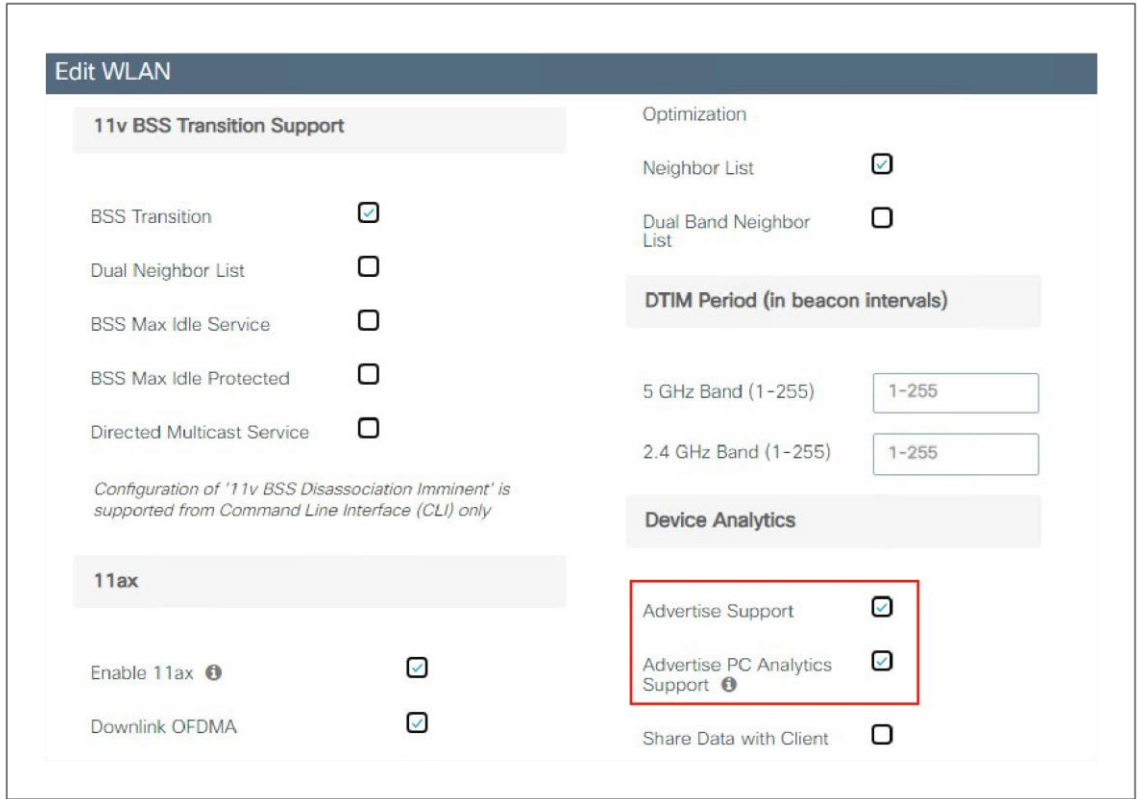 Edit WLAN
11v BSS Transition Support
BSS Transition
Dual Neighbor List
BSS Max Idle Service
BSS Max Idle Protected
Directed Multicast Service
Configuration of '11v BSS Disassociation Imminent' is
supported from Command Line Interface (CLI) only
11ax
Enable 11ax
Downlink OFDMA
Optimization
Neighbor List
Dual Band Neighbor
List
DTIM Period (in beacon intervals)
5 GHz Band (1-255)
1-255
2.4 GHz Band (1-255)
1-255
Device Analytics
Advertise Support
Advertise PC Analytics
Support
Share Data with Client